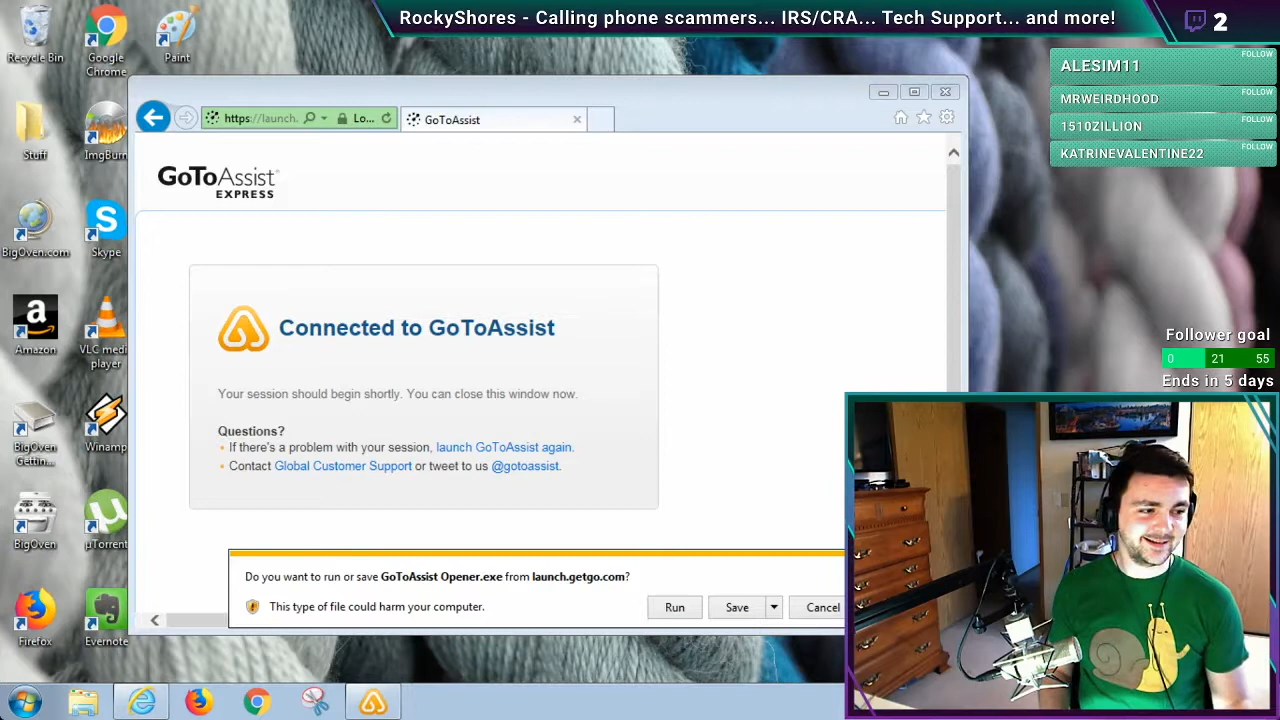 RockyShores - Calling phone scammers... IRS/CRA... Tech Support... and more!
2
ALESIM11
FOLLOW
MRWEIRDHOOD
FOLLOW
1510ZILLION
FOLLOW
KATRINEVALENTINE22
FOLLOW
Recycle Bin
Google Chrome
Paint
Stuff
ImgBurn
BigOven.com
Skype
Amazon
VLC media player
BigOven Gettin...
Winamp
BigOven
µTorrent
Firefox
Evernote
https://launch.
Lo...
GoToAssist
GoToAssist
EXPRESS
Connected to GoToAssist
Your session should begin shortly. You can close this window now.
Questions?
If there's a problem with your session, launch GoToAssist again.
Contact Global Customer Support or tweet to us @gotoassist.
Do you want to run or save GoToAssist Opener.exe from launch.getgo.com?
This type of file could harm your computer.
Run
Save
Cancel
Follower goal
0 21 55
Ends in 5 days